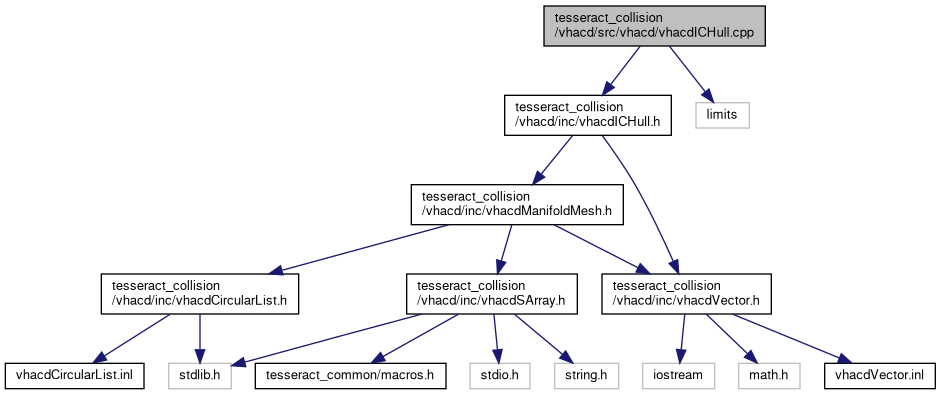 tesseract_collision
/vhacd/src/vhacd/vhacdICHull.cpp
tesseract_collision
/vhacd/inc/vhacdICHull.h
limits
tesseract_collision
/vhacd/inc/vhacdManifoldMesh.h
tesseract_collision
/vhacd/inc/vhacdCircularList.h
tesseract_collision
/vhacd/inc/vhacdSArray.h
tesseract_collision
/vhacd/inc/vhacdVector.h
vhacdCircularList.inl
stdlib.h
tesseract_common/macros.h
stdio.h
string.h
iostream
math.h
vhacdVector.inl